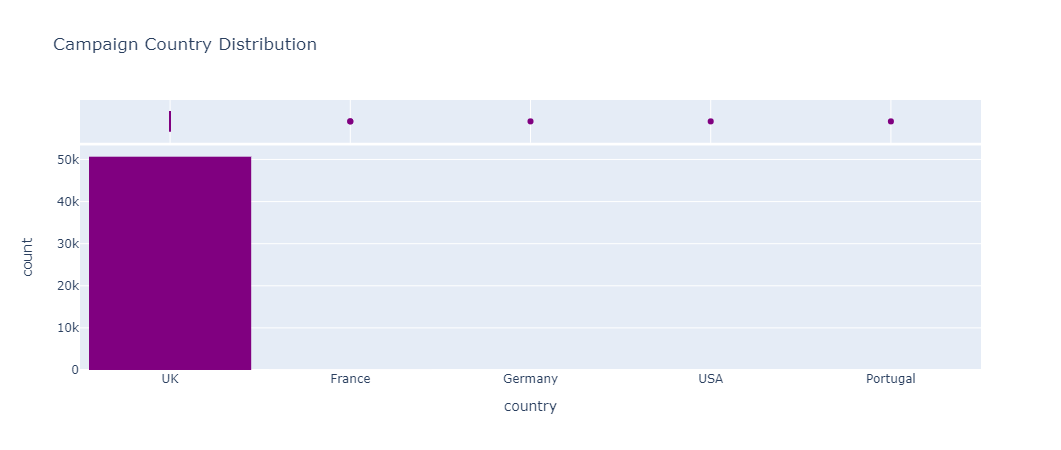 Campaign Country Distribution
50k
40k
30k
20k
10k
0
count
UK France Germany USA Portugal
country